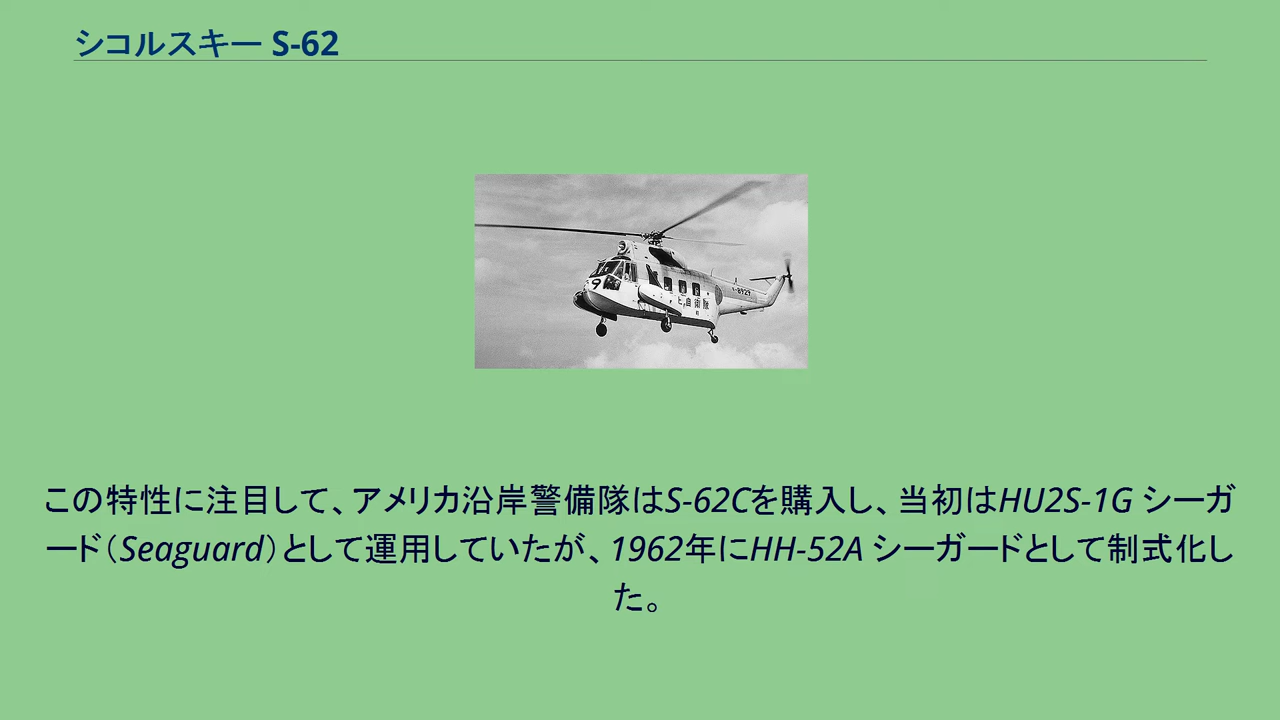 シコルスキー S-62
9
自衛隊
この特性に注目して、アメリカ沿岸警備隊はS-62Cを購入し、当初はHU2S-1G シーガ
ード（Seaguard）として運用していたが、1962年にHH-52A シーガードとして制式化し
た。